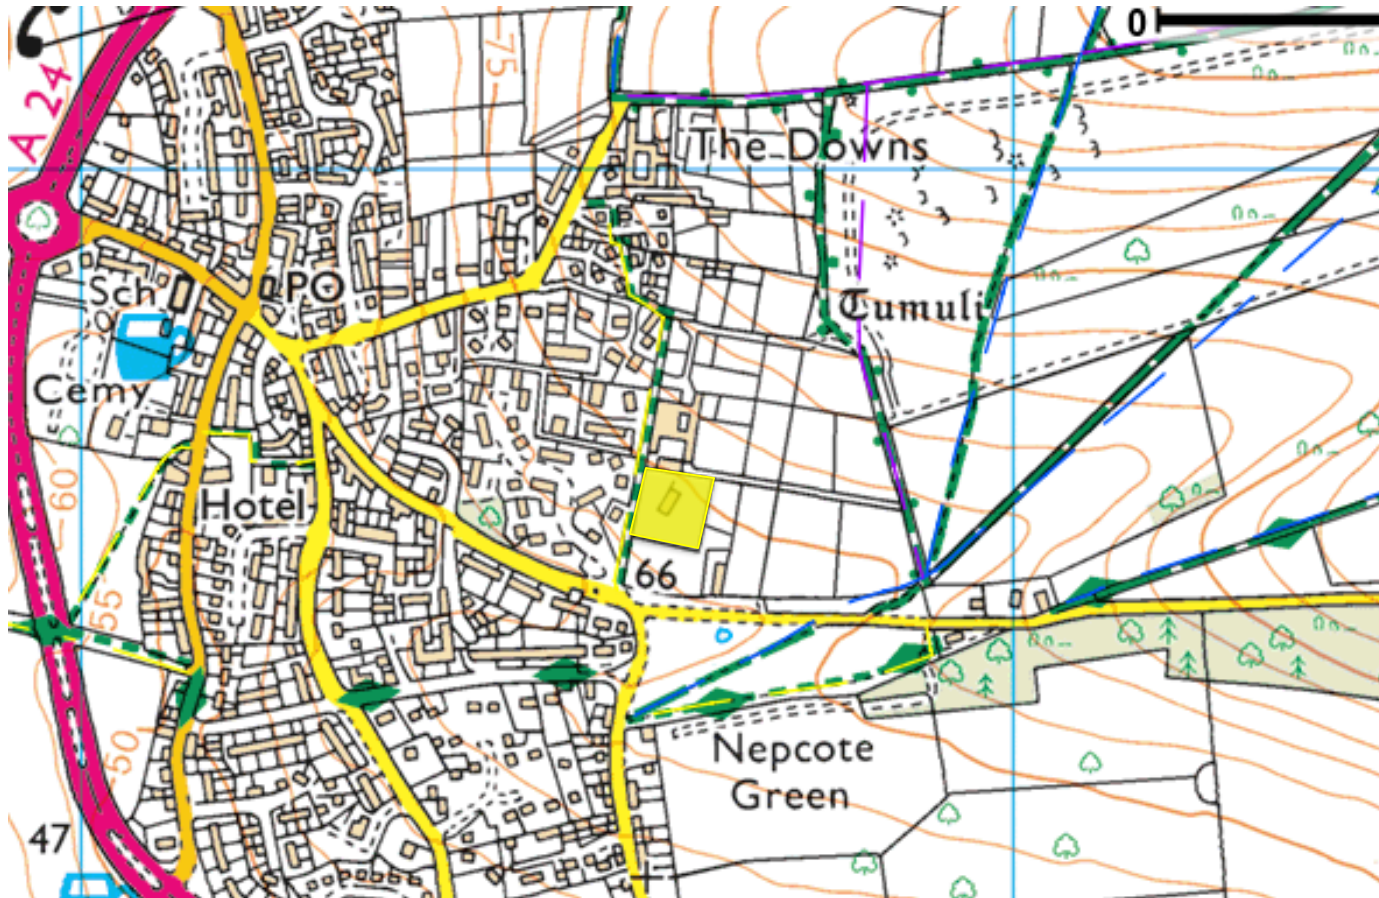 0
75
A 24
The Downs
Sch
PO
Tumuli
Cemy
60
Hotel
66
55
50
Nepcote
Green
47